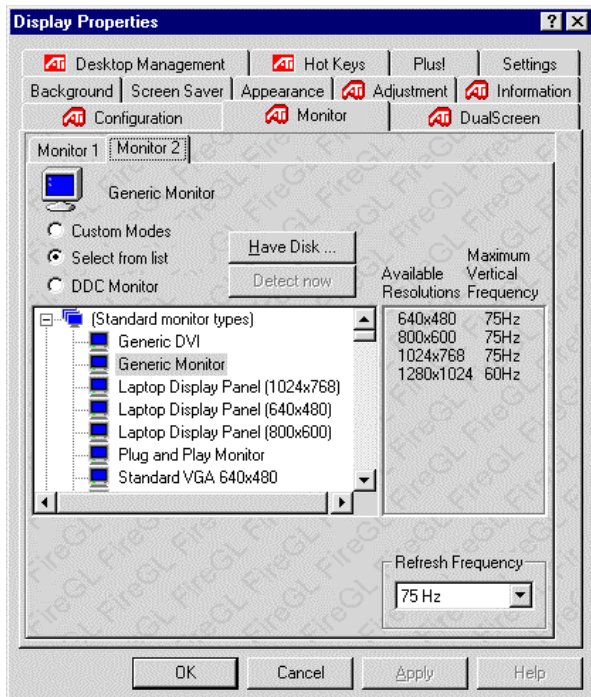 Display Properties
Desktop Management Hot Keys Plus! Settings
Background Screen Saver Appearance Adjustment Information
Configuration Monitor DualScreen
Monitor 1 Monitor 2
Generic Monitor
Custom Modes
Select from list
DDC Monitor
Have Disk ...
Detect now
Available Resolutions
Maximum Vertical Frequency
(Standard monitor types)
Generic DVI
Generic Monitor
Laptop Display Panel (1024x768)
Laptop Display Panel (640x480)
Laptop Display Panel (800x600)
Plug and Play Monitor
Standard VGA 640x480
640x480 75Hz
800x600 75Hz
1024x768 75Hz
1280x1024 60Hz
Refresh Frequency
75 Hz
OK Cancel Apply Help
FireGL